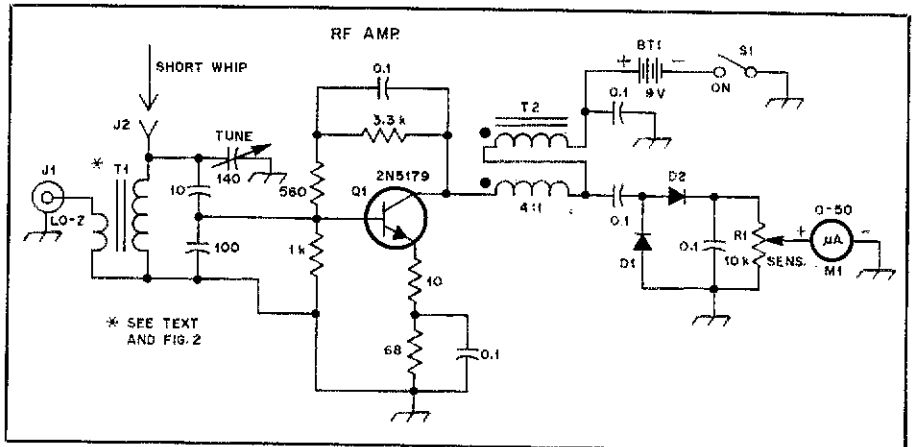 RF AMP.
SHORT WHIP
J2
J1
LO-Z
*
T1
TUNE
140
10
100
* SEE TEXT
AND FIG. 2
0.1
3.3k
560
1k
2N5179
Q1
10
68
0.1
T2
4:1
BT1
+
-
9V
S1
ON
0.1
0.1
D2
D1
0.1
R1
10k
SENS.
0-50
+
-
μA
M1